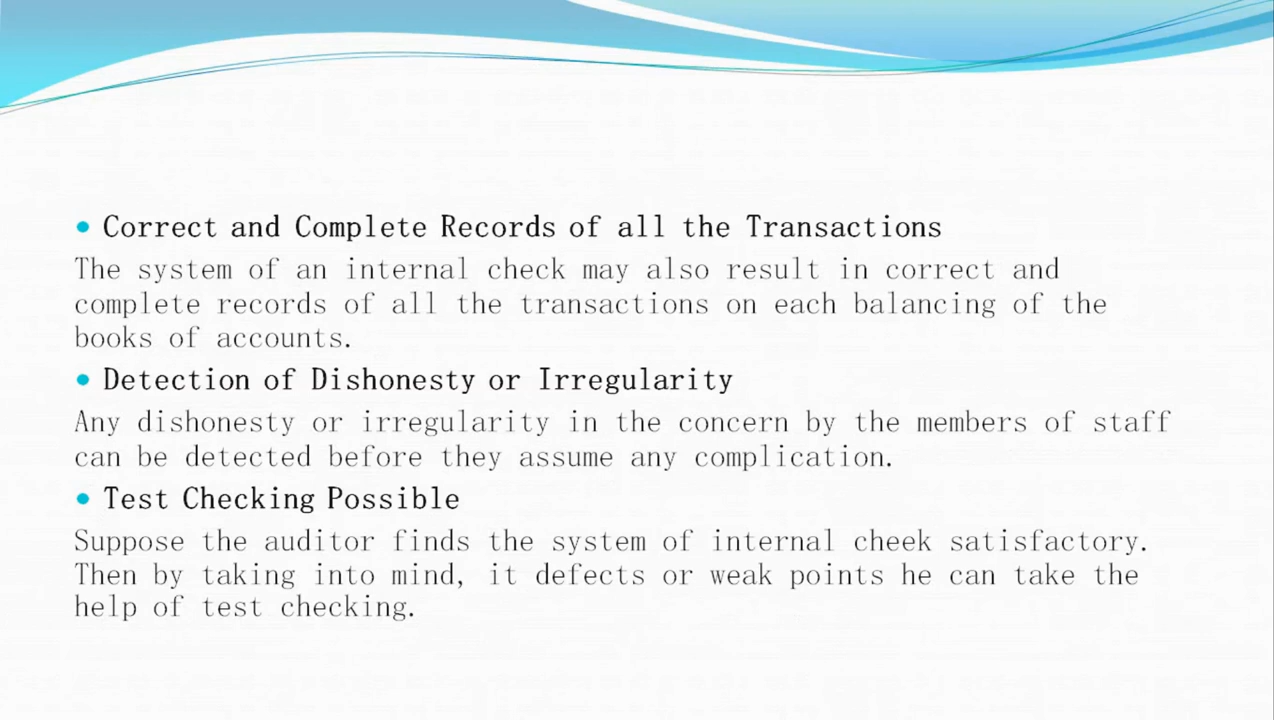 • Correct and Complete Records of all the Transactions
The system of an internal check may also result in correct and
complete records of all the transactions on each balancing of the
books of accounts.
• Detection of Dishonesty or Irregularity
Any dishonesty or irregularity in the concern by the members of staff
can be detected before they assume any complication.
• Test Checking Possible
Suppose the auditor finds the system of internal cheek satisfactory.
Then by taking into mind, it defects or weak points he can take the
help of test checking.